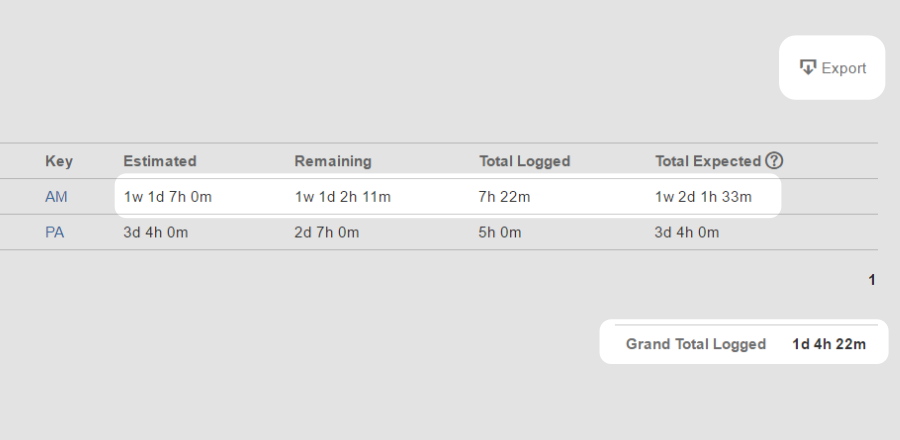 Export
Key Estimated Remaining Total Logged Total Expected ?
AM 1w 1d 7h 0m 1w 1d 2h 11m 7h 22m 1w 2d 1h 33m
PA 3d 4h 0m 2d 7h 0m 5h 0m 3d 4h 0m
1
Grand Total Logged 1d 4h 22m